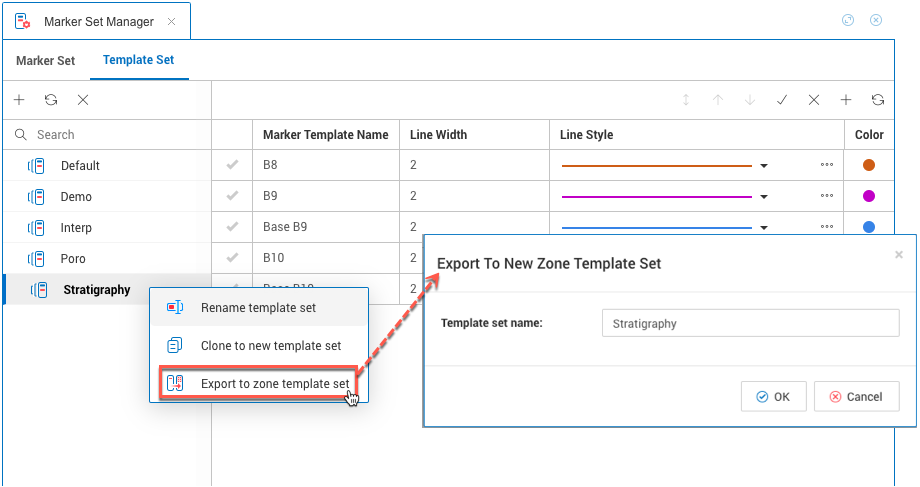 Marker Set Manager
Marker Set Template Set
Search
Marker Template Name Line Width Line Style Color
Default
B8 2
Demo
B9 2
Interp
Base B9 2
Poro
B10 2
Stratigraphy
Base B10 2
Rename template set
Clone to new template set
Export to zone template set
Export To New Zone Template Set
Template set name: Stratigraphy
OK Cancel